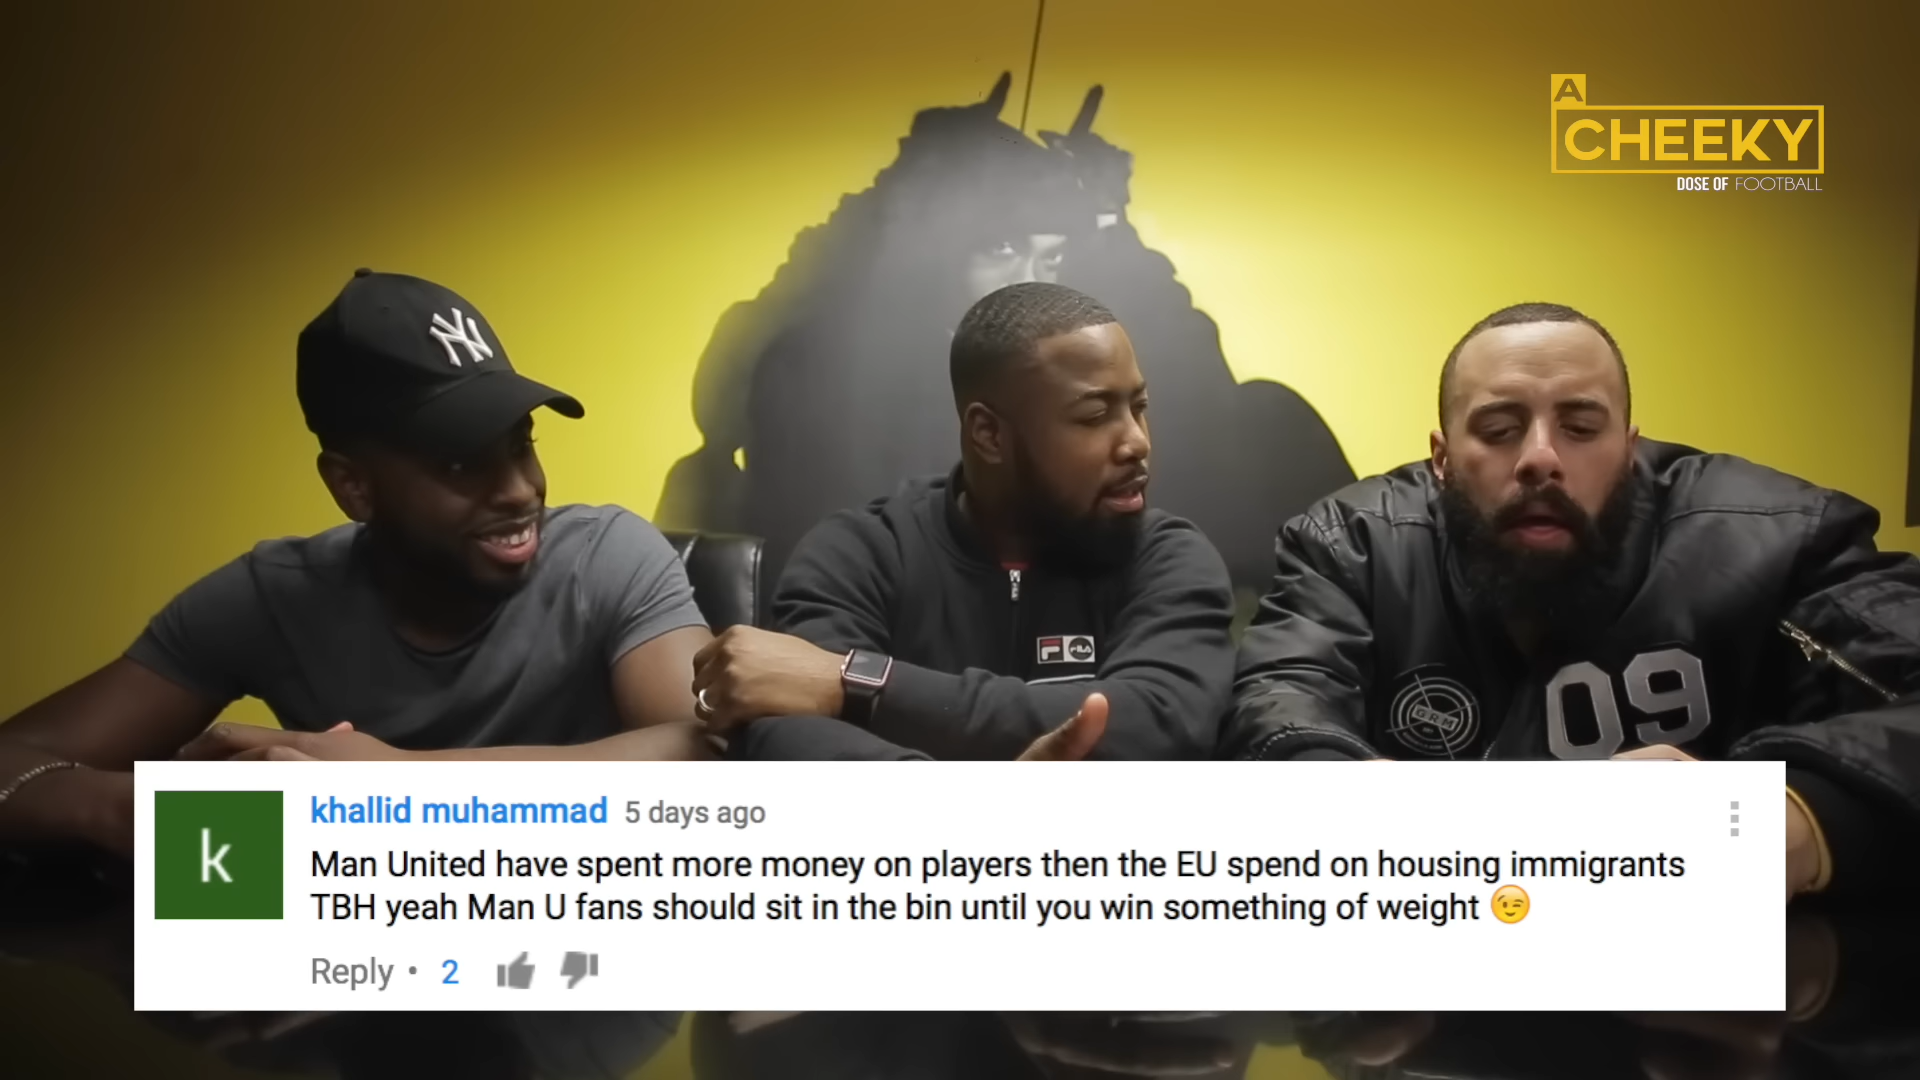 A
CHEEKY
DOSE OF FOOTBALL
NY
FILA
GRM
09
khallid muhammad 5 days ago
Man United have spent more money on players then the EU spend on housing immigrants
TBH yeah Man U fans should sit in the bin until you win something of weight 😉
Reply • 2
k